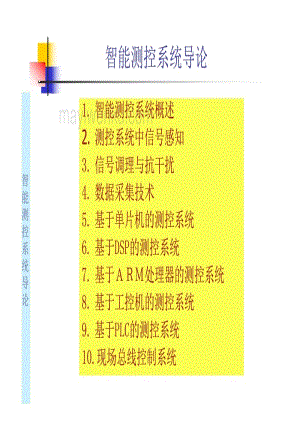 智能测控系统导论
1. 智能测控系统概述
2. 测控系统中信号感知
3. 信号调理与抗干扰
4. 数据采集技术
5. 基于单片机的测控系统
6. 基于DSP的测控系统
7. 基于ＡＲＭ处理器的测控系统
8. 基于工控机的测控系统
9. 基于PLC的测控系统
10. 现场总线控制系统
智能测控系统导论